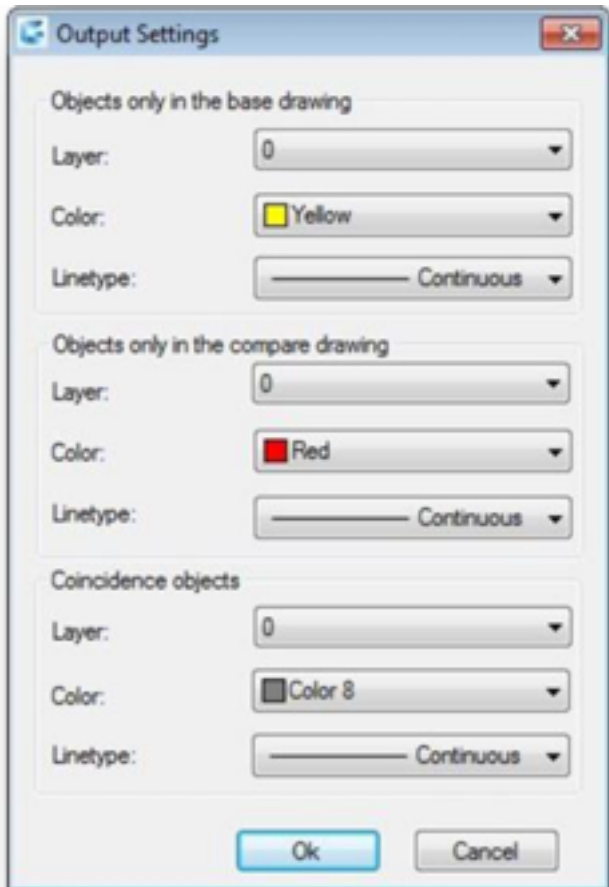 Output Settings
Objects only in the base drawing
Layer: 0
Color: Yellow
Linetype: Continuous
Objects only in the compare drawing
Layer: 0
Color: Red
Linetype: Continuous
Coincidence objects
Layer: 0
Color: Color 8
Linetype: Continuous
Ok Cancel